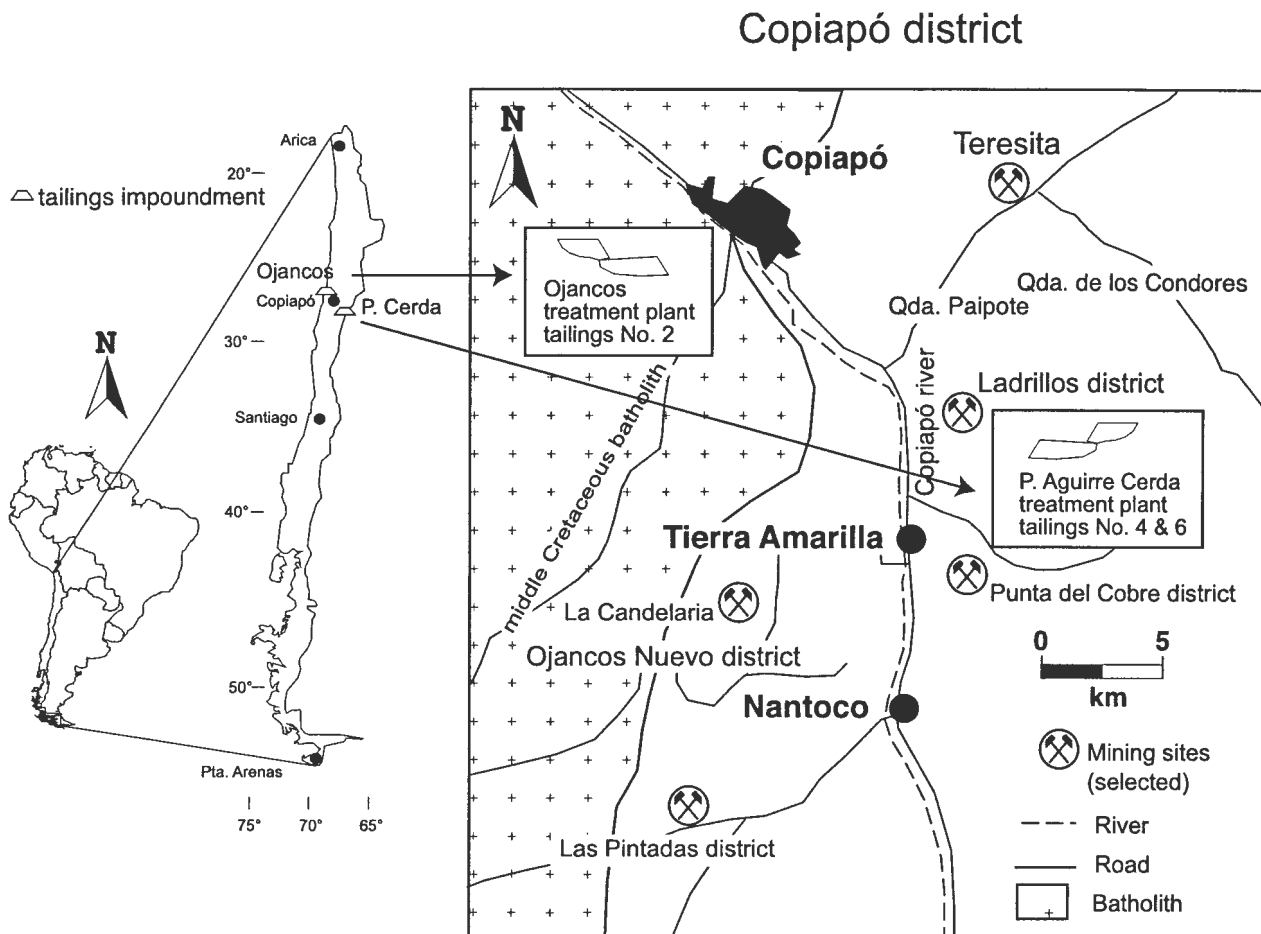 Copiapó district
N
Arica
20°
tailings impoundment
Ojancos
Copiapó
P. Cerda
30°
N
Santiago
40°
50°
Pta. Arenas
75°
70°
65°
N
Copiapó
Teresita
Ojancos
treatment plant
tailings No. 2
Qda. Paipote
Qda. de los Condores
Copiapó river
Ladrillos district
middle Cretaceous batholith
P. Aguirre Cerda
treatment plant
tailings No. 4 & 6
Tierra Amarilla
La Candelaria
Punta del Cobre district
Ojancos Nuevo district
Nantoco
Las Pintadas district
0
5
km
Mining sites
(selected)
River
Road
Batholith